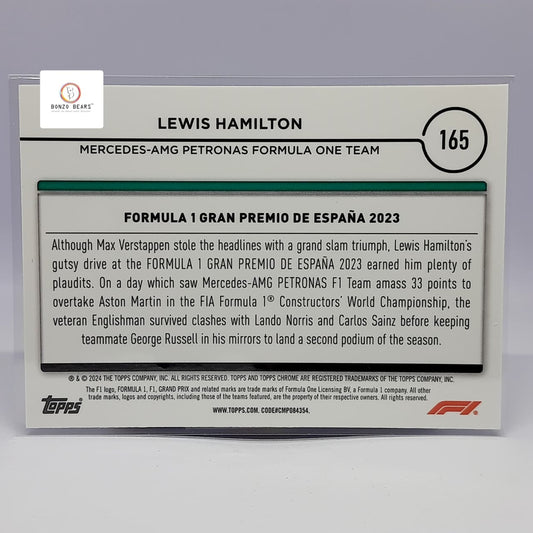 BONZO BEARS
LEWIS HAMILTON
MERCEDES-AMG PETRONAS FORMULA ONE TEAM
165
FORMULA 1 GRAN PREMIO DE ESPAÑA 2023
Although Max Verstappen stole the headlines with a grand slam triumph, Lewis Hamilton's
gutsy drive at the FORMULA 1 GRAN PREMIO DE ESPAÑA 2023 earned him plenty of
plaudits. On a day which saw Mercedes-AMG PETRONAS F1 Team amass 33 points to
overtake Aston Martin in the FIA Formula 1® Constructors' World Championship, the
veteran Englishman survived clashes with Lando Norris and Carlos Sainz before keeping
teammate George Russell in his mirrors to land a second podium of the season.
® & © 2024 THE TOPPS COMPANY, INC. ALL RIGHTS RESERVED. TOPPS AND TOPPS CHROME ARE REGISTERED TRADEMARKS OF THE TOPPS COMPANY, INC.
The F1 logo, FORMULA 1, F1, GRAND PRIX and related marks are trade marks of Formula One Licensing BV, a Formula 1 company. All other
trade marks, logos and copyrights, including those of the teams featured, are the property of their respective owners. All rights reserved.
TOPPS
WWW.TOPPS.COM. CODE#CMP084354.
F1